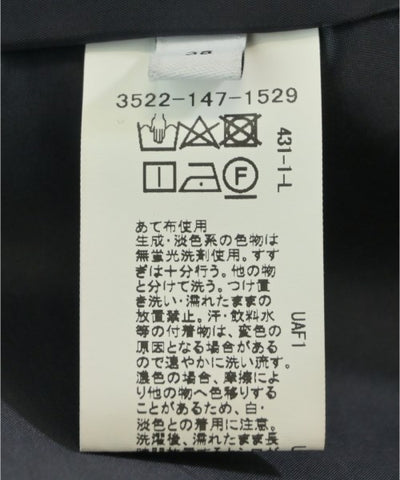 38
3522-147-1529
431-1-L
F
あて布使用
生成・淡色系の色物は
無蛍光洗剤使用。すす
ぎは十分行う。他の物
と分けて洗う。つけ置
き洗い・濡れたままの
放置禁止。汗・飲料水
等の付着物は、変色の
原因となる場合がある
ので速やかに洗い流す。
濃色の場合、摩擦によ
り他の物へ色移りする
ことがあるため、白・
淡色との着用に注意。
洗濯後、濡れたまま長
UAF1